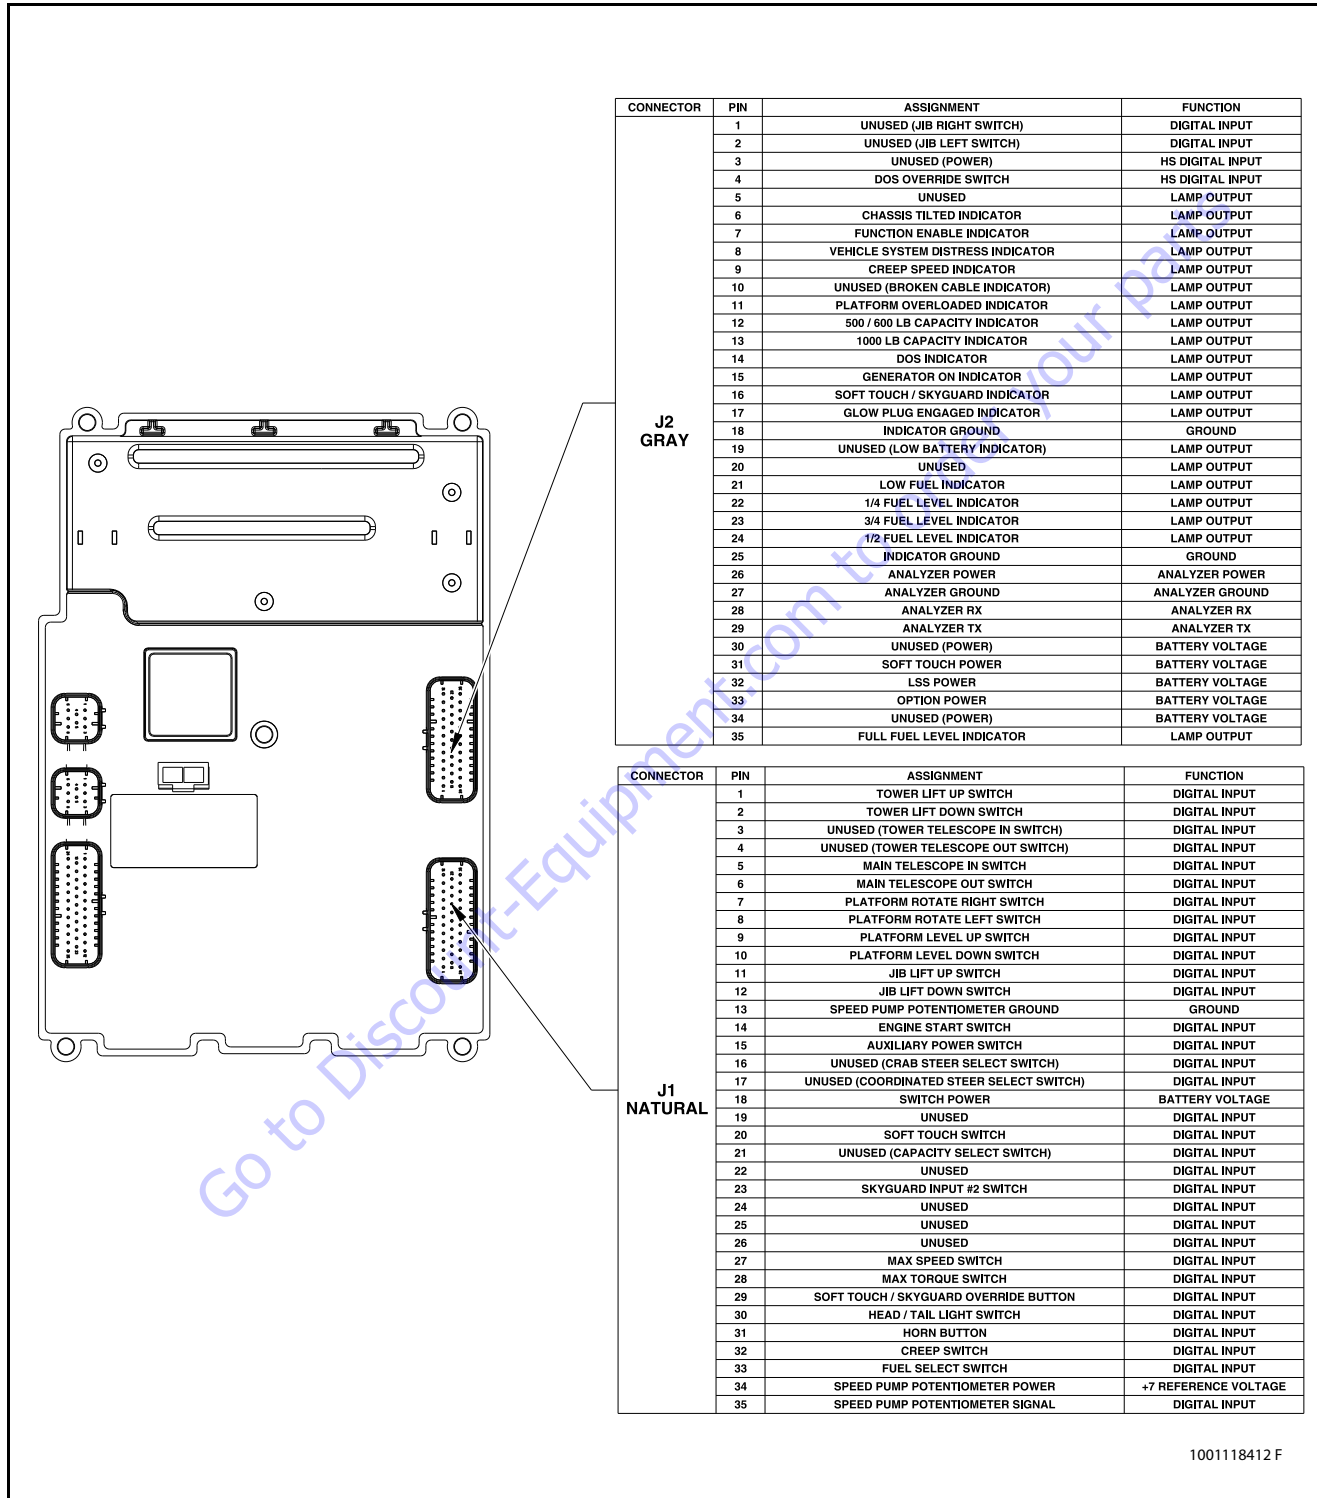 CONNECTOR PIN ASSIGNMENT FUNCTION
J2 GRAY
1 UNUSED (JIB RIGHT SWITCH) DIGITAL INPUT
2 UNUSED (JIB LEFT SWITCH) DIGITAL INPUT
3 UNUSED (POWER) HS DIGITAL INPUT
4 DOS OVERRIDE SWITCH HS DIGITAL INPUT
5 UNUSED LAMP OUTPUT
6 CHASSIS TILTED INDICATOR LAMP OUTPUT
7 FUNCTION ENABLE INDICATOR LAMP OUTPUT
8 VEHICLE SYSTEM DISTRESS INDICATOR LAMP OUTPUT
9 CREEP SPEED INDICATOR LAMP OUTPUT
10 UNUSED (BROKEN CABLE INDICATOR) LAMP OUTPUT
11 PLATFORM OVERLOADED INDICATOR LAMP OUTPUT
12 500 / 600 LB CAPACITY INDICATOR LAMP OUTPUT
13 1000 LB CAPACITY INDICATOR LAMP OUTPUT
14 DOS INDICATOR LAMP OUTPUT
15 GENERATOR ON INDICATOR LAMP OUTPUT
16 SOFT TOUCH / SKYGUARD INDICATOR LAMP OUTPUT
17 GLOW PLUG ENGAGED INDICATOR LAMP OUTPUT
18 INDICATOR GROUND GROUND
19 UNUSED (LOW BATTERY INDICATOR) LAMP OUTPUT
20 UNUSED LAMP OUTPUT
21 LOW FUEL INDICATOR LAMP OUTPUT
22 1/4 FUEL LEVEL INDICATOR LAMP OUTPUT
23 3/4 FUEL LEVEL INDICATOR LAMP OUTPUT
24 1/2 FUEL LEVEL INDICATOR LAMP OUTPUT
25 INDICATOR GROUND GROUND
26 ANALYZER POWER ANALYZER POWER
27 ANALYZER GROUND ANALYZER GROUND
28 ANALYZER RX ANALYZER RX
29 ANALYZER TX ANALYZER TX
30 UNUSED (POWER) BATTERY VOLTAGE
31 SOFT TOUCH POWER BATTERY VOLTAGE
32 LSS POWER BATTERY VOLTAGE
33 OPTION POWER BATTERY VOLTAGE
34 UNUSED (POWER) BATTERY VOLTAGE
35 FULL FUEL LEVEL INDICATOR LAMP OUTPUT
CONNECTOR PIN ASSIGNMENT FUNCTION
J1 NATURAL
1 TOWER LIFT UP SWITCH DIGITAL INPUT
2 TOWER LIFT DOWN SWITCH DIGITAL INPUT
3 UNUSED (TOWER TELESCOPE IN SWITCH) DIGITAL INPUT
4 UNUSED (TOWER TELESCOPE OUT SWITCH) DIGITAL INPUT
5 MAIN TELESCOPE IN SWITCH DIGITAL INPUT
6 MAIN TELESCOPE OUT SWITCH DIGITAL INPUT
7 PLATFORM ROTATE RIGHT SWITCH DIGITAL INPUT
8 PLATFORM ROTATE LEFT SWITCH DIGITAL INPUT
9 PLATFORM LEVEL UP SWITCH DIGITAL INPUT
10 PLATFORM LEVEL DOWN SWITCH DIGITAL INPUT
11 JIB LIFT UP SWITCH DIGITAL INPUT
12 JIB LIFT DOWN SWITCH DIGITAL INPUT
13 SPEED PUMP POTENTIOMETER GROUND GROUND
14 ENGINE START SWITCH DIGITAL INPUT
15 AUXILIARY POWER SWITCH DIGITAL INPUT
16 UNUSED (CRAB STEER SELECT SWITCH) DIGITAL INPUT
17 UNUSED (COORDINATED STEER SELECT SWITCH) DIGITAL INPUT
18 SWITCH POWER BATTERY VOLTAGE
19 UNUSED DIGITAL INPUT
20 SOFT TOUCH SWITCH DIGITAL INPUT
21 UNUSED (CAPACITY SELECT SWITCH) DIGITAL INPUT
22 UNUSED DIGITAL INPUT
23 SKYGUARD INPUT #2 SWITCH DIGITAL INPUT
24 UNUSED DIGITAL INPUT
25 UNUSED DIGITAL INPUT
26 UNUSED DIGITAL INPUT
27 MAX SPEED SWITCH DIGITAL INPUT
28 MAX TORQUE SWITCH DIGITAL INPUT
29 SOFT TOUCH / SKYGUARD OVERRIDE BUTTON DIGITAL INPUT
30 HEAD / TAIL LIGHT SWITCH DIGITAL INPUT
31 HORN BUTTON DIGITAL INPUT
32 CREEP SWITCH DIGITAL INPUT
33 FUEL SELECT SWITCH DIGITAL INPUT
34 SPEED PUMP POTENTIOMETER POWER +7 REFERENCE VOLTAGE
35 SPEED PUMP POTENTIOMETER SIGNAL DIGITAL INPUT
1001118412 F
Go to Discount-Equipment.com to order your parts